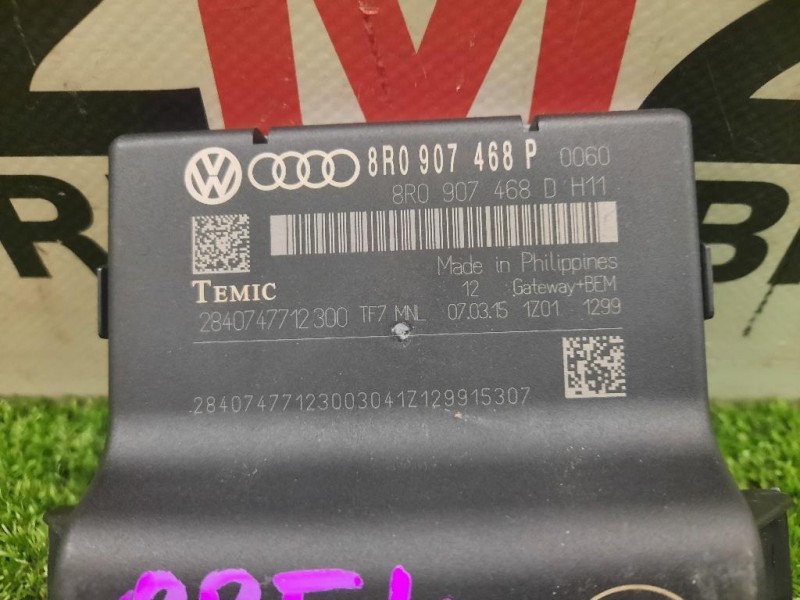 8R0 907 468 P 0060
8R0 907 468 D H11
Made in Philippines
TEMIC 12 Gateway+BEM
2840747712300 TF7 MNL 07.03.15 1Z01 1299
28407477123003041Z129915307